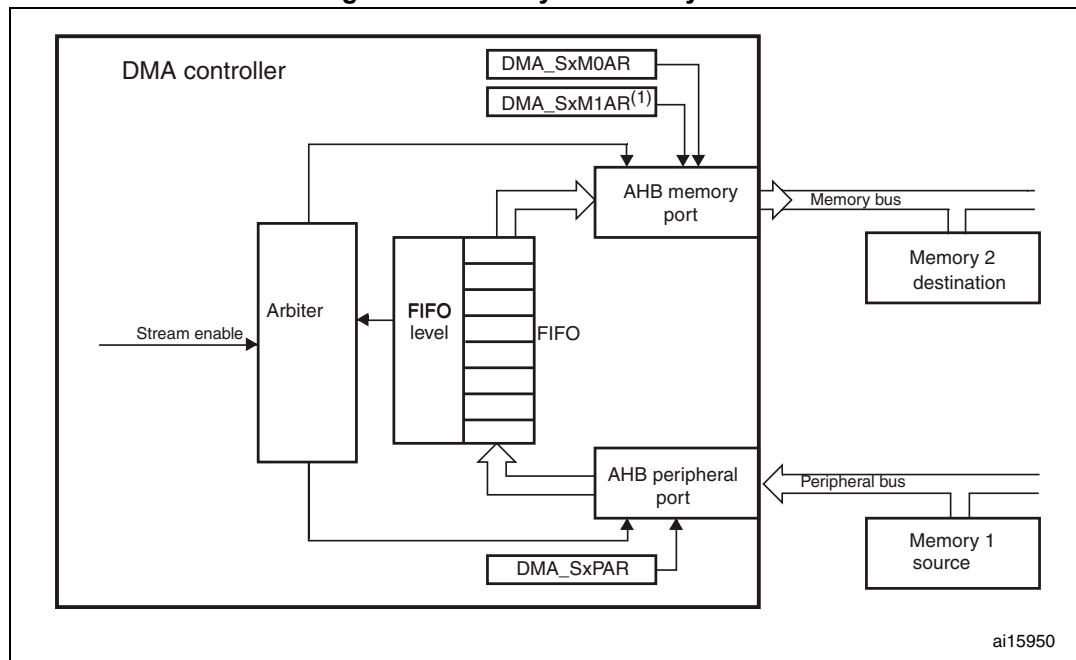 DMA controller
DMA_SxM0AR
DMA_SxM1AR(1)
AHB memory
port
Memory bus
Memory 2
destination
Arbiter
FIFO
level
FIFO
Stream enable
AHB peripheral
port
Peripheral bus
Memory 1
source
DMA_SxPAR
ai15950